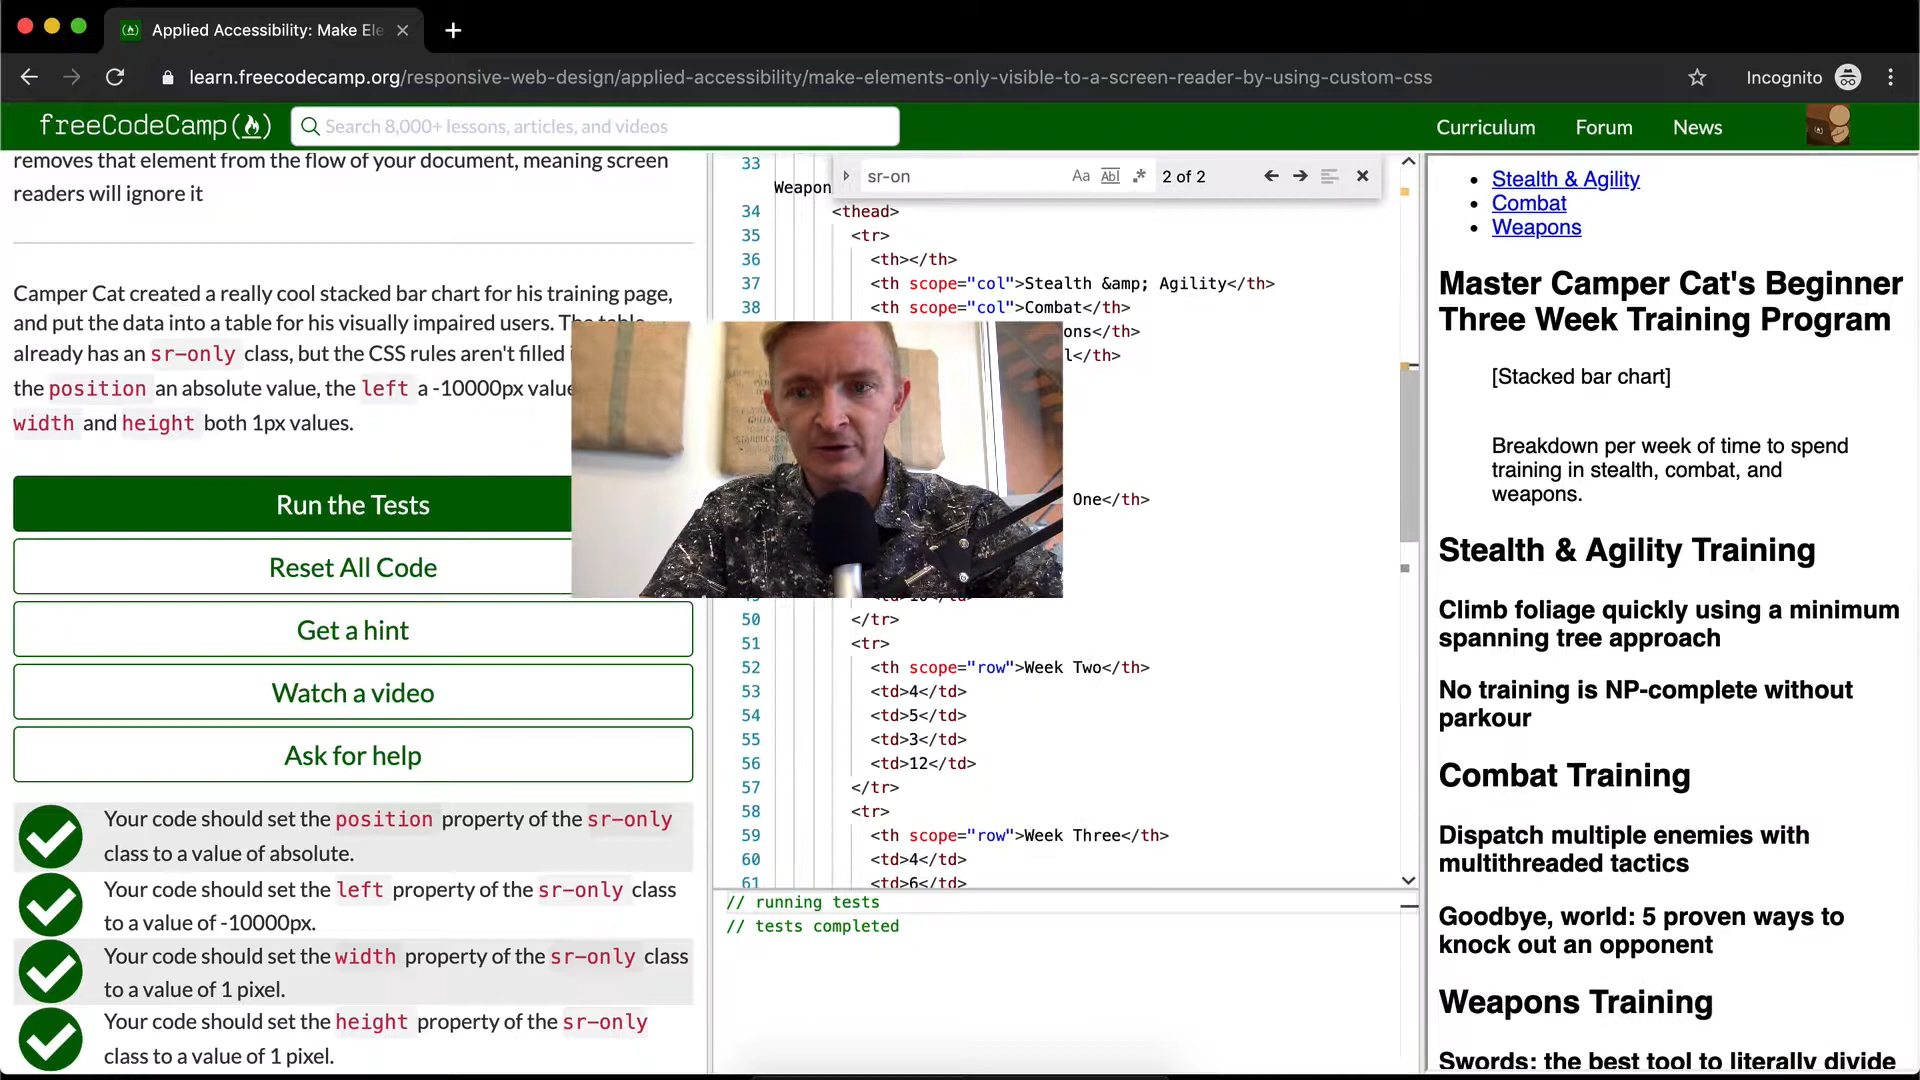 Applied Accessibility: Make Ele
learn.freecodecamp.org/responsive-web-design/applied-accessibility/make-elements-only-visible-to-a-screen-reader-by-using-custom-css
Incognito
freeCodeCamp
Search 8,000+ lessons, articles, and videos
Curriculum
Forum
News
removes that element from the flow of your document, meaning screen
readers will ignore it
Camper Cat created a really cool stacked bar chart for his training page,
and put the data into a table for his visually impaired users. The table
already has an sr-only class, but the CSS rules aren't filled
the position an absolute value, the left a -10000px value
width and height both 1px values.
Run the Tests
Reset All Code
Get a hint
Watch a video
Ask for help
Your code should set the position property of the sr-only
class to a value of absolute.
Your code should set the left property of the sr-only class
to a value of -10000px.
Your code should set the width property of the sr-only class
to a value of 1 pixel.
Your code should set the height property of the sr-only
class to a value of 1 pixel.
sr-on
Aa
Abl
2 of 2
33
Weapon
34 <thead>
35 <tr>
36 <th></th>
37 <th scope="col">Stealth &amp; Agility</th>
38 <th scope="col">Combat</th>
ons</th>
l</th>
One</th>
50 </tr>
51 <tr>
52 <th scope="row">Week Two</th>
53 <td>4</td>
54 <td>5</td>
55 <td>3</td>
56 <td>12</td>
57 </tr>
58 <tr>
59 <th scope="row">Week Three</th>
60 <td>4</td>
61 <td>6</td>
// running tests
// tests completed
Stealth & Agility
Combat
Weapons
Master Camper Cat's Beginner
Three Week Training Program
[Stacked bar chart]
Breakdown per week of time to spend
training in stealth, combat, and
weapons.
Stealth & Agility Training
Climb foliage quickly using a minimum
spanning tree approach
No training is NP-complete without
parkour
Combat Training
Dispatch multiple enemies with
multithreaded tactics
Goodbye, world: 5 proven ways to
knock out an opponent
Weapons Training
Swords: the best tool to literally divide